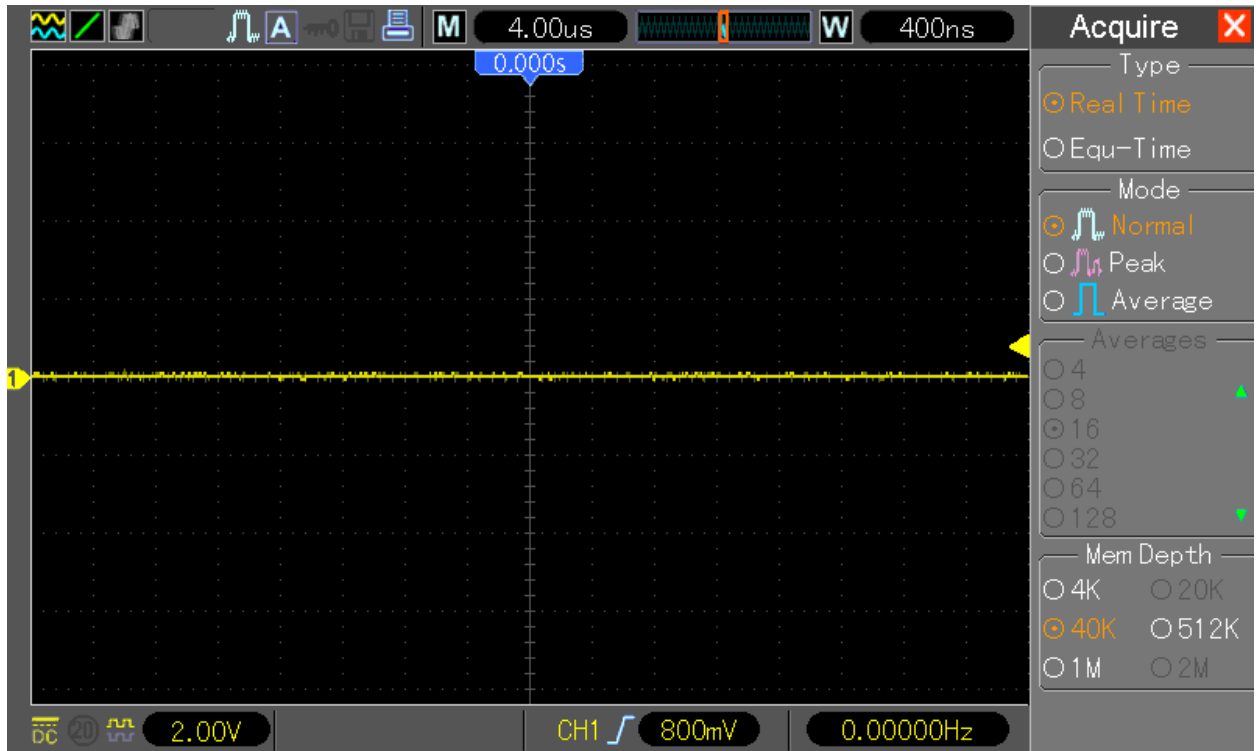 A M 4.00us W 400ns Acquire
0.000s
Type
Real Time
Equ-Time
Mode
Normal
Peak
Average
Averages
4
8
16
32
64
128
Mem Depth
4K 20K
40K 512K
1M 2M
1
DC 20 2.00V CH1 800mV 0.00000Hz